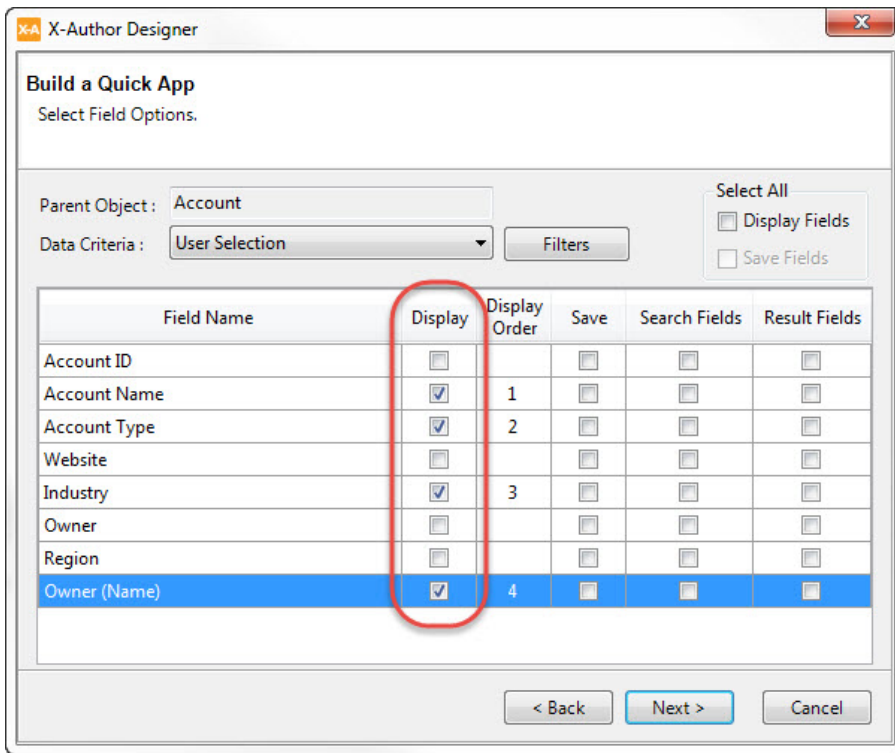 X-A X-Author Designer
Build a Quick App
Select Field Options.
Select All
Parent Object : Account
Display Fields
Data Criteria : User Selection Filters
Save Fields
Field Name Display Display Order Save Search Fields Result Fields
Account ID
Account Name 1
Account Type 2
Website
Industry 3
Owner
Region
Owner (Name) 4
< Back Next > Cancel